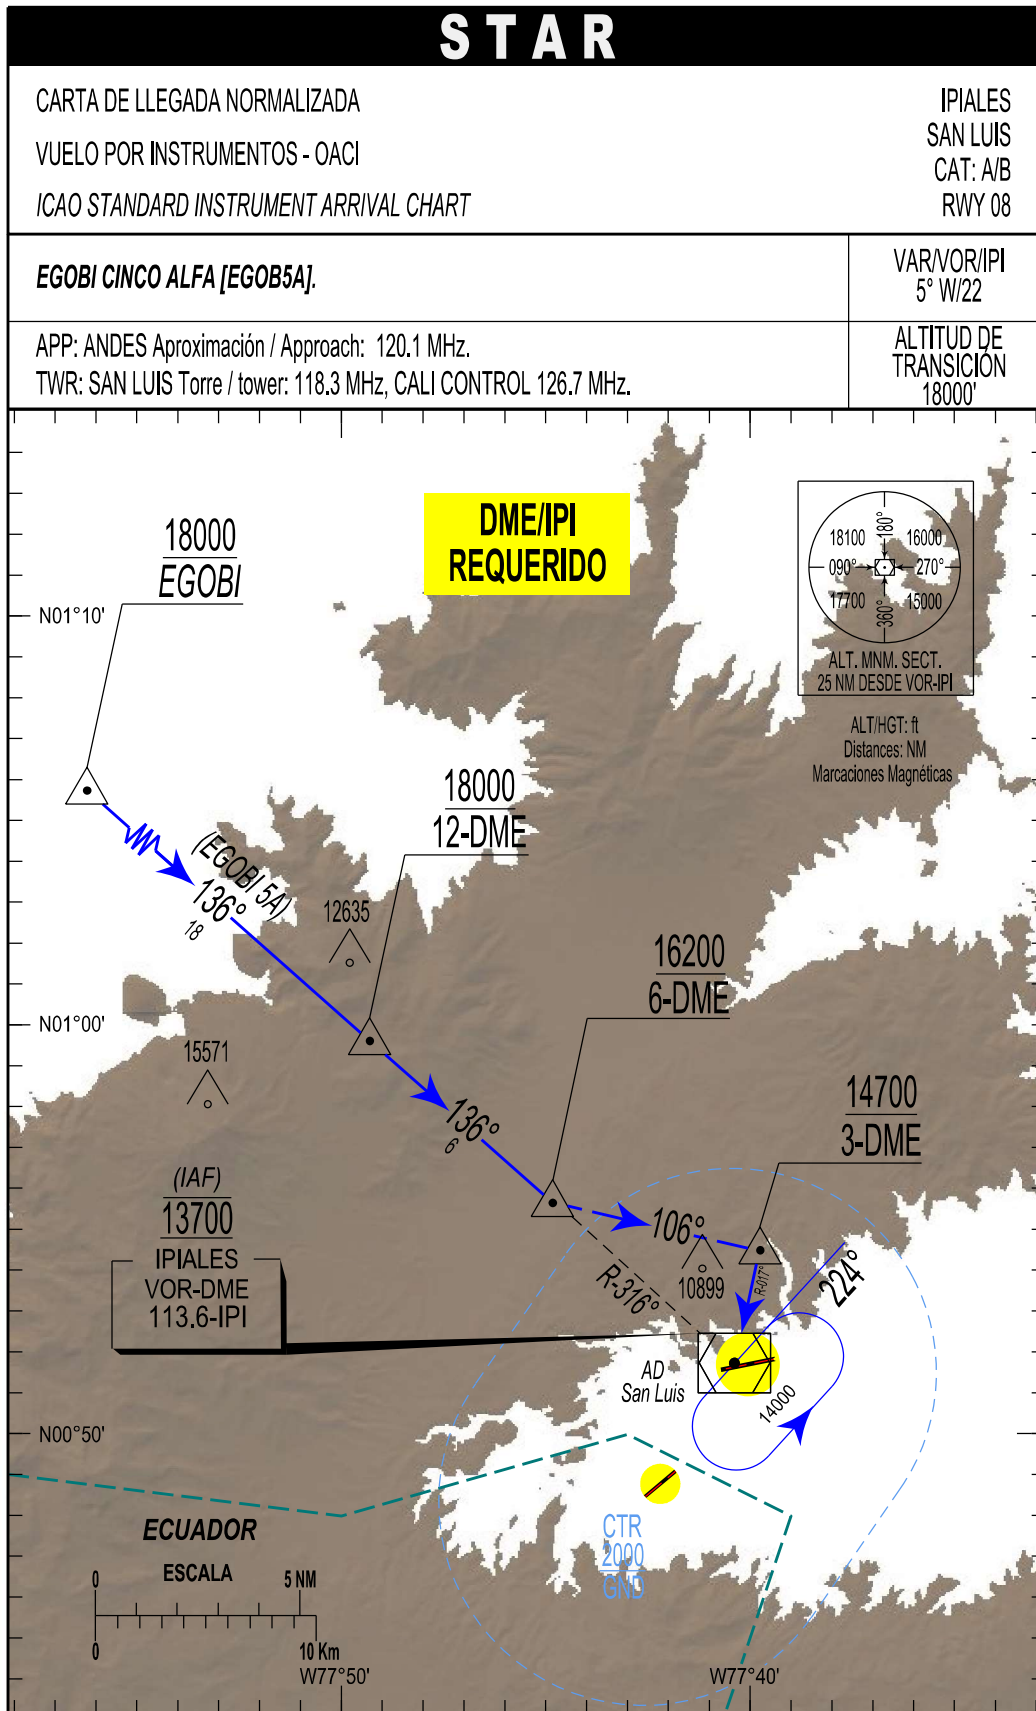 STAR
CARTA DE LLEGADA NORMALIZADA
VUELO POR INSTRUMENTOS - OACI
ICAO STANDARD INSTRUMENT ARRIVAL CHART
IPIALES
SAN LUIS
CAT: A/B
RWY 08
EGOBI CINCO ALFA [EGOB5A].
VAR/VOR/IPI
5° W/22
APP: ANDES Aproximación / Approach: 120.1 MHz.
TWR: SAN LUIS Torre / tower: 118.3 MHz, CALI CONTROL 126.7 MHz.
ALTITUD DE
TRANSICIÓN
18000'
DME/IPI
REQUERIDO
18000
EGOBI
18100
180°
16000
090°
270°
17700
360°
15000
ALT. MNM. SECT.
25 NM DESDE VOR-IPI
N01°10'
ALT/HGT: ft
Distances: NM
Marcaciones Magnéticas
18000
12-DME
(EGOBI 5A)
136°
18
12635
16200
6-DME
N01°00'
15571
14700
3-DME
136°
6
(IAF)
13700
IPIALES
VOR-DME
113.6-IPI
106°
R-316°
10899
R-017°
224°
AD
San Luis
14000
N00°50'
CTR
2000
GND
ECUADOR
ESCALA
0
5 NM
0
10 Km
W77°50'
W77°40'